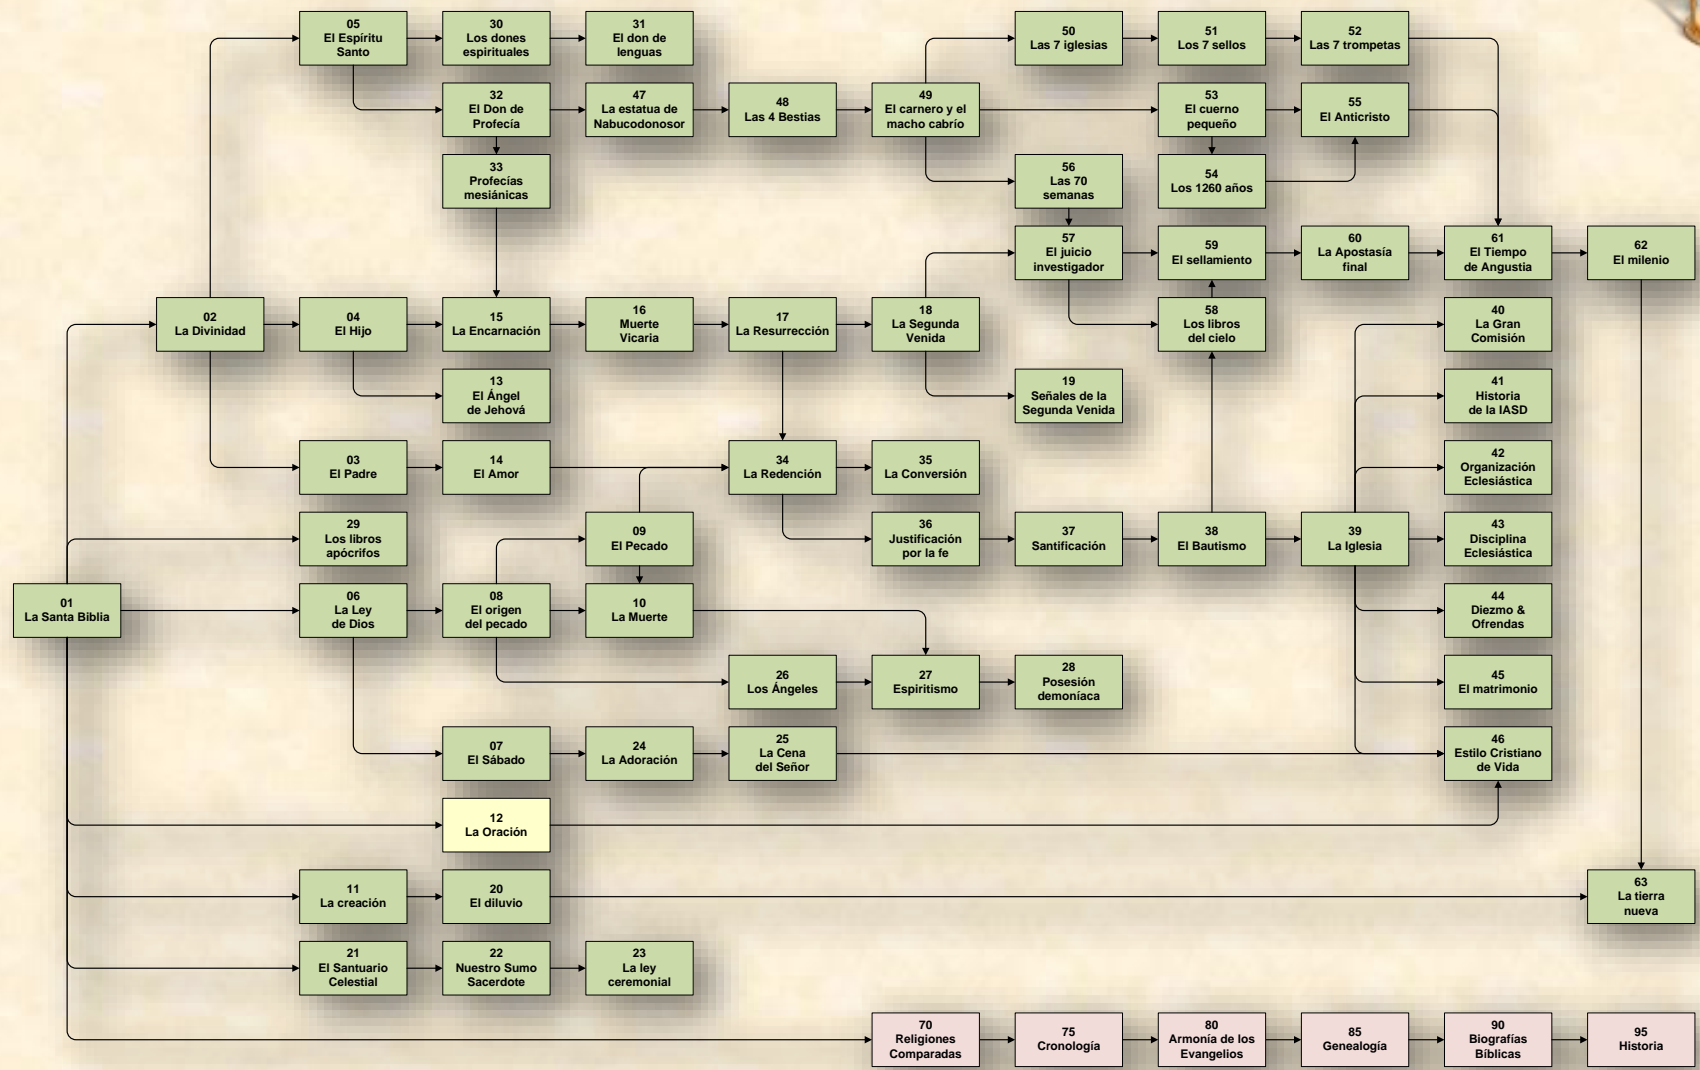 05
El Espíritu
Santo
30
Los dones
espirituales
31
El don de
lenguas
50
Las 7 iglesias
51
Los 7 sellos
52
Las 7 trompetas
32
El Don de
Profecía
47
La estatua de
Nabucodonosor
48
Las 4 Bestias
49
El carnero y el
macho cabrío
53
El cuerno
pequeño
55
El Anticristo
33
Profecías
mesiánicas
56
Las 70
semanas
54
Los 1260 años
57
El juicio
investigador
59
El sellamiento
60
La Apostasía
final
61
El Tiempo
de Angustia
62
El milenio
02
La Divinidad
04
El Hijo
15
La Encarnación
16
Muerte
Vicaria
17
La Resurrección
18
La Segunda
Venida
58
Los libros
del cielo
40
La Gran
Comisión
13
El Ángel
de Jehová
19
Señales de la
Segunda Venida
41
Historia
de la IASD
03
El Padre
14
El Amor
34
La Redención
35
La Conversión
42
Organización
Eclesiástica
29
Los libros
apócrifos
09
El Pecado
36
Justificación
por la fe
37
Santificación
38
El Bautismo
39
La Iglesia
43
Disciplina
Eclesiástica
01
La Santa Biblia
06
La Ley
de Dios
08
El origen
del pecado
10
La Muerte
44
Diezmo &
Ofrendas
26
Los Ángeles
27
Espiritismo
28
Posesión
demoníaca
45
El matrimonio
07
El Sábado
24
La Adoración
25
La Cena
del Señor
46
Estilo Cristiano
de Vida
12
La Oración
11
La creación
20
El diluvio
63
La tierra
nueva
21
El Santuario
Celestial
22
Nuestro Sumo
Sacerdote
23
La ley
ceremonial
70
Religiones
Comparadas
75
Cronología
80
Armonía de los
Evangelios
85
Genealogía
90
Biografías
Bíblicas
95
Historia